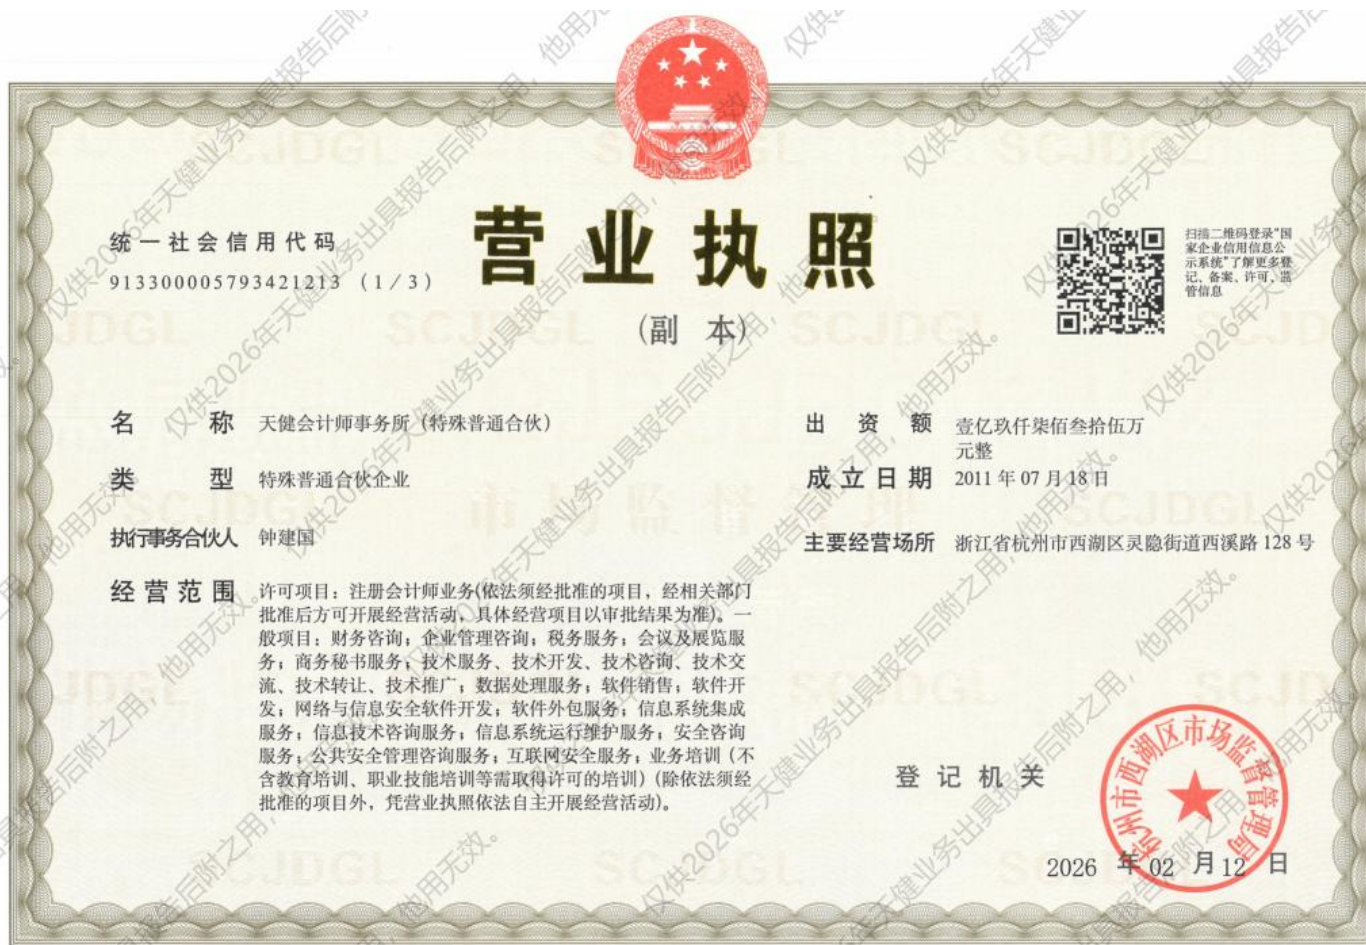 营业执照
(副 本)
统一社会信用代码
913300005793421213 (1/3)
扫描二维码登录“国
家企业信用信息公
示系统”了解更多登
记、备案、许可、监
管信息
名 称 天健会计师事务所（特殊普通合伙）
类 型 特殊普通合伙企业
执行事务合伙人 钟建国
经营范围 许可项目：注册会计师业务(依法须经批准的项目，经相关部门
批准后方可开展经营活动，具体经营项目以审批结果为准)。一
般项目：财务咨询；企业管理咨询；税务服务；会议及展览服
务；商务秘书服务；技术服务、技术开发、技术咨询、技术交
流、技术转让、技术推广；数据处理服务；软件销售；软件开
发；网络与信息安全软件开发；软件外包服务；信息系统集成
服务；信息技术咨询服务；信息系统运行维护服务；安全咨询
服务；公共安全管理咨询服务；互联网安全服务；业务培训（不
含教育培训、职业技能培训等需取得许可的培训）(除依法须经
批准的项目外，凭营业执照依法自主开展经营活动)。
出 资 额 壹亿玖仟柒佰叁拾伍万
元整
成立日期 2011年07月18日
主要经营场所 浙江省杭州市西湖区灵隐街道西溪路128号
登记机关
杭州市西湖区市场监督管理局
2026 年 02 月 12 日
仅供2026年天健业务出具报告后附之用，他用无效。
SCJDGL
市场监督管理